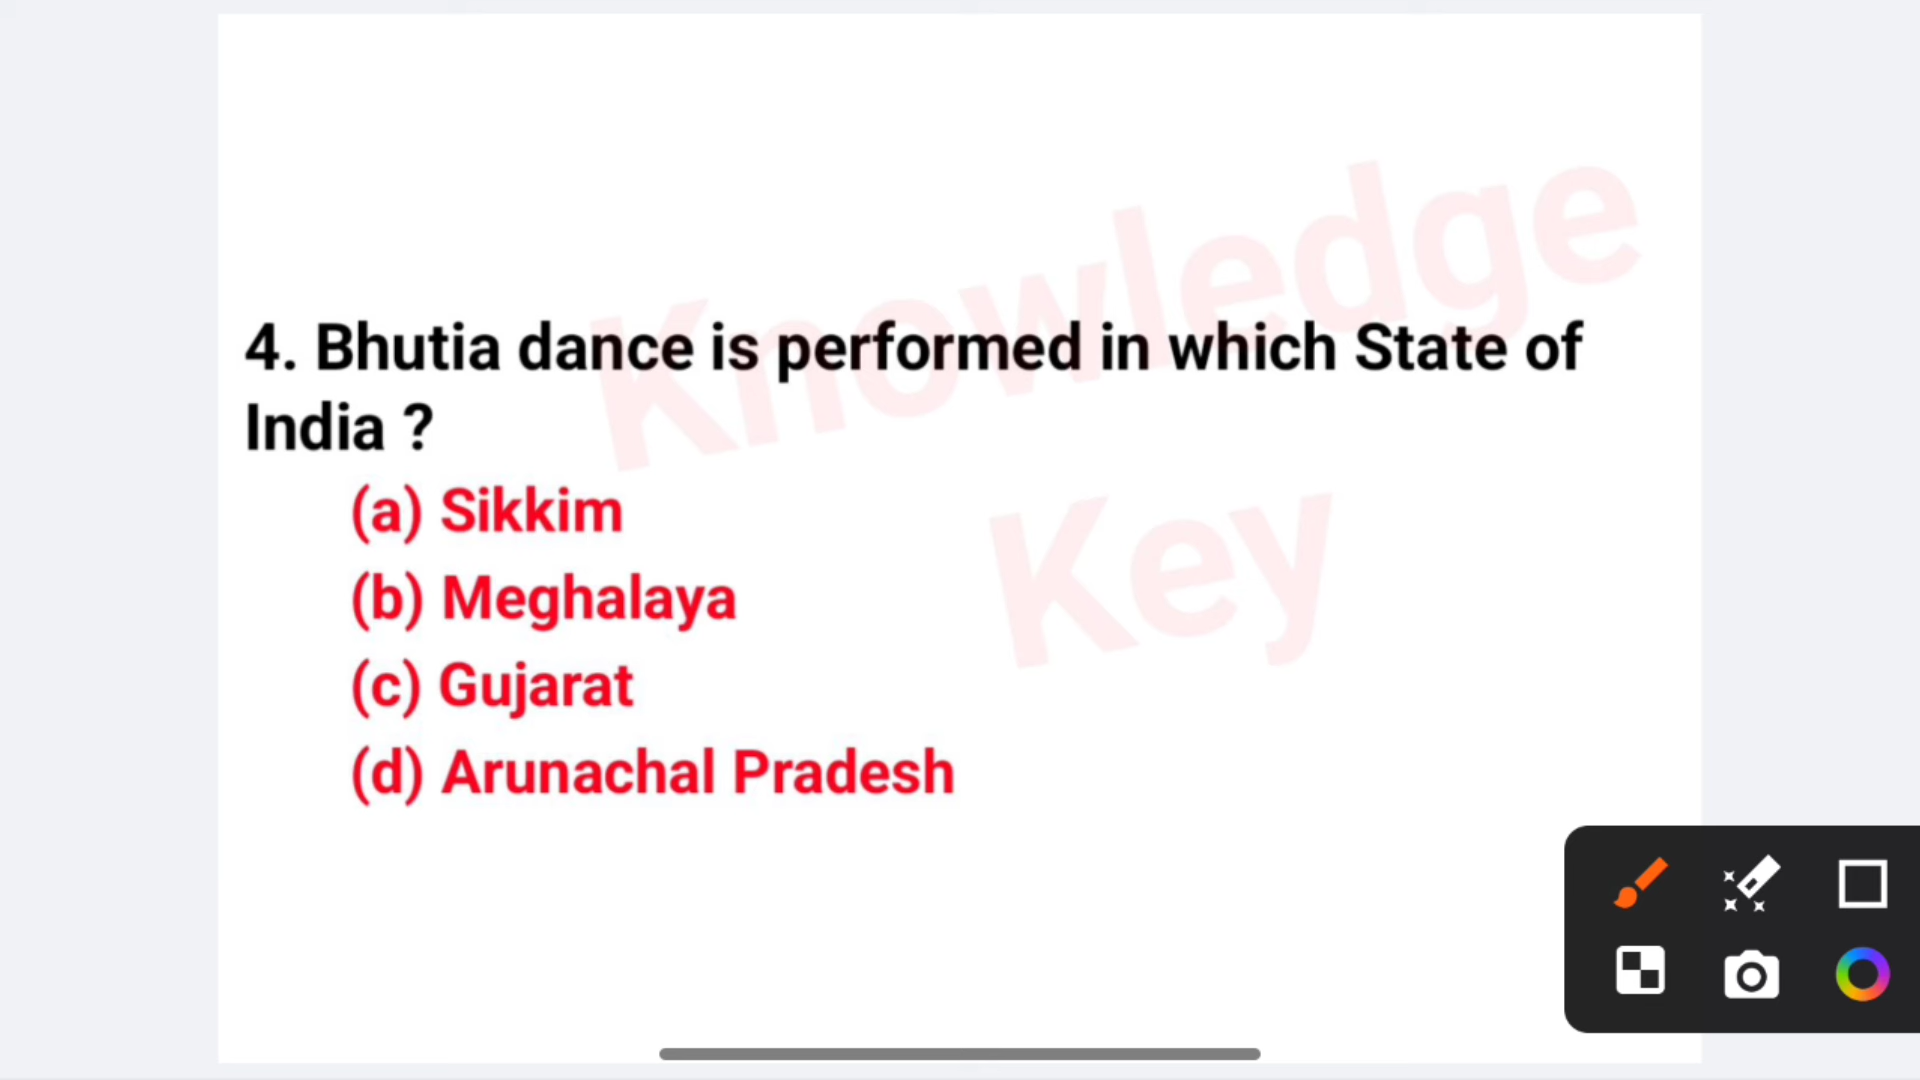 Knowledge
Key
4. Bhutia dance is performed in which State of
India ?
(a) Sikkim
(b) Meghalaya
(c) Gujarat
(d) Arunachal Pradesh